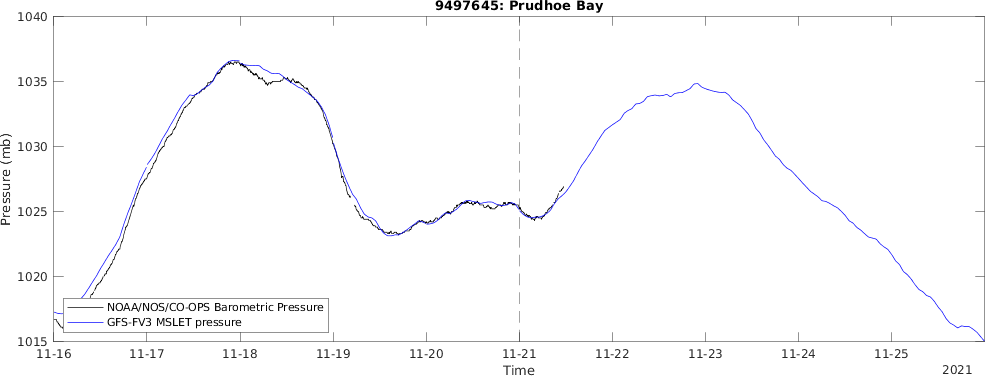 9497645: Prudhoe Bay
Pressure (mb)
1040
1035
1030
1025
1020
1015
NOAA/NOS/CO-OPS Barometric Pressure
GFS-FV3 MSLET pressure
11-16 11-17 11-18 11-19 11-20 11-21 11-22 11-23 11-24 11-25
Time
2021